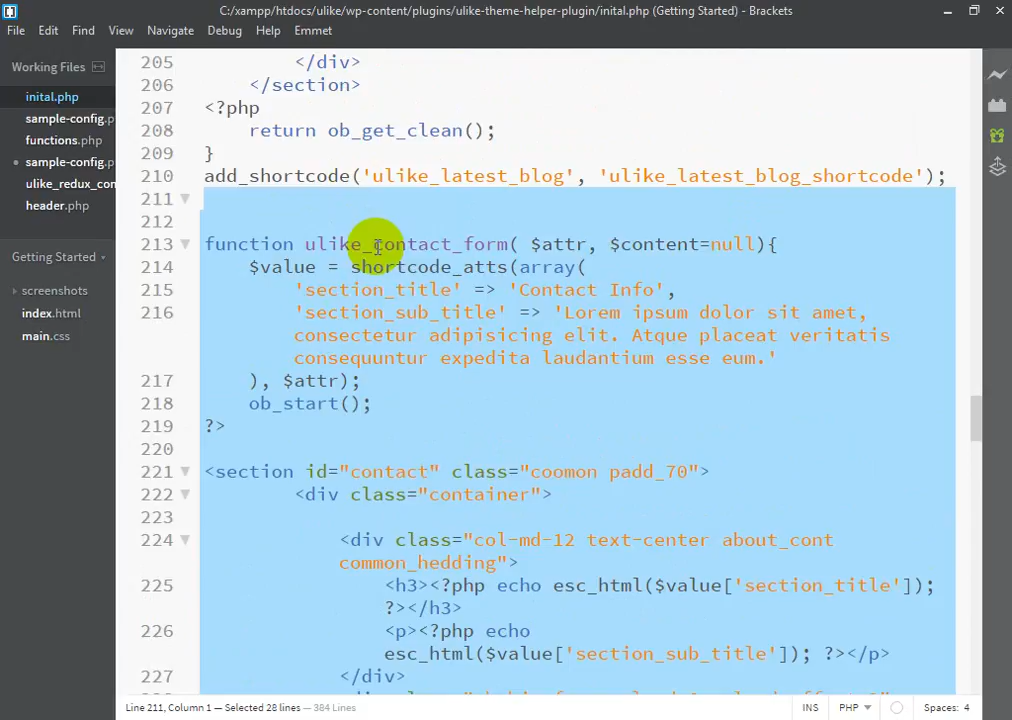 C:/xampp/htdocs/ulike/wp-content/plugins/ulike-theme-helper-plugin/inital.php (Getting Started) - Brackets
File Edit Find View Navigate Debug Help Emmet
Working Files
inital.php
sample-config.p
functions.php
sample-config.p
ulike_redux_con
header.php
Getting Started
screenshots
index.html
main.css
205 </div>
206 </section>
207 <?php
208 return ob_get_clean();
209 }
210 add_shortcode('ulike_latest_blog', 'ulike_latest_blog_shortcode');
211
212
213 function ulike_contact_form( $attr, $content=null){
214 $value = shortcode_atts(array(
215 'section_title' => 'Contact Info',
216 'section_sub_title' => 'Lorem ipsum dolor sit amet,
consectetur adipisicing elit. Atque placeat veritatis
consequuntur expedita laudantium esse eum.'
217 ), $attr);
218 ob_start();
219 ?>
220
221 <section id="contact" class="coomon padd_70">
222 <div class="container">
223
224 <div class="col-md-12 text-center about_cont
common_hedding">
225 <h3><?php echo esc_html($value['section_title']);
?></h3>
226 <p><?php echo
esc_html($value['section_sub_title']); ?></p>
227 </div>
Line 211, Column 1 — Selected 28 lines — 384 Lines
INS PHP Spaces: 4